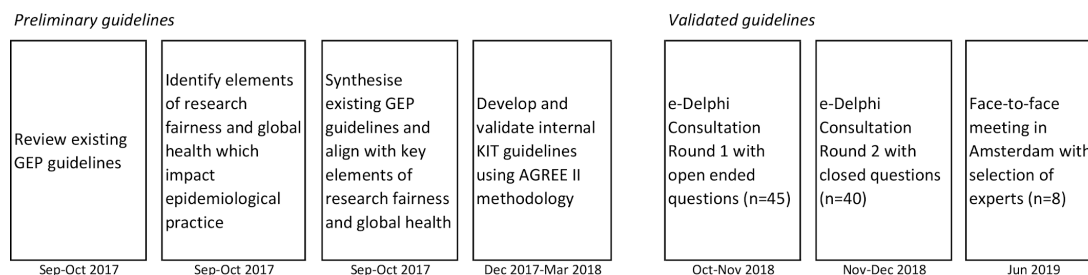 Preliminary guidelines
Validated guidelines
Review existing
GEP guidelines
Identify elements
of research
fairness and global
health which
impact
epidemiological
practice
Synthesise
existing GEP
guidelines and
align with key
elements of
research fairness
and global health
Develop and
validate internal
KIT guidelines
using AGREE II
methodology
e-Delphi
Consultation
Round 1 with
open ended
questions (n=45)
e-Delphi
Consultation
Round 2 with
closed questions
(n=40)
Face-to-face
meeting in
Amsterdam with
selection of
experts (n=8)
Sep-Oct 2017
Sep-Oct 2017
Sep-Oct 2017
Dec 2017-Mar 2018
Oct-Nov 2018
Nov-Dec 2018
Jun 2019